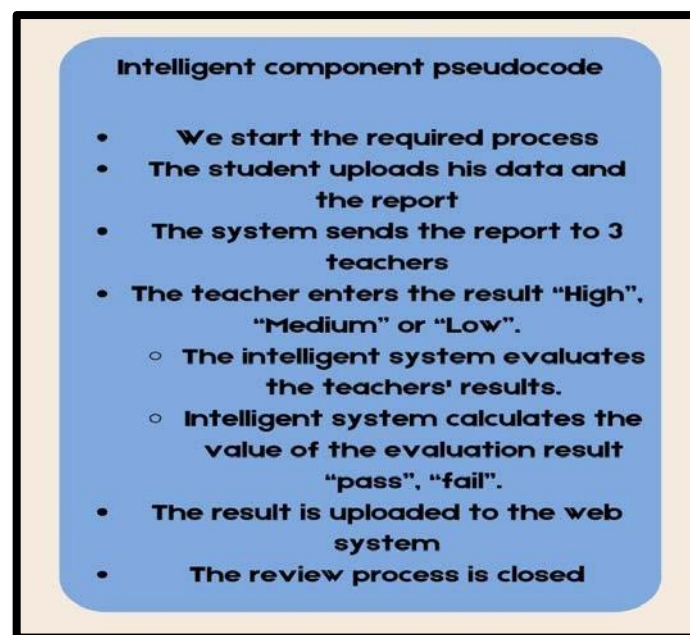 Intelligent component pseudocode
• We start the required process
• The student uploads his data and
the report
• The system sends the report to 3
teachers
• The teacher enters the result “High”,
“Medium” or “Low”.
○ The intelligent system evaluates
the teachers' results.
○ Intelligent system calculates the
value of the evaluation result
“pass”, “fail”.
• The result is uploaded to the web
system
• The review process is closed